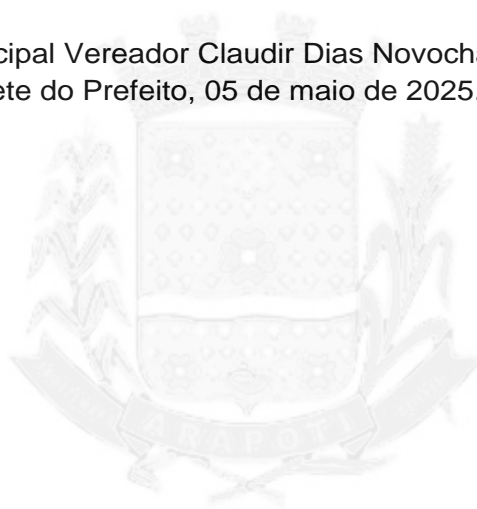 cipal Vereador Claudir Dias Novocha
ete do Prefeito, 05 de maio de 2025.
ARAPOTI